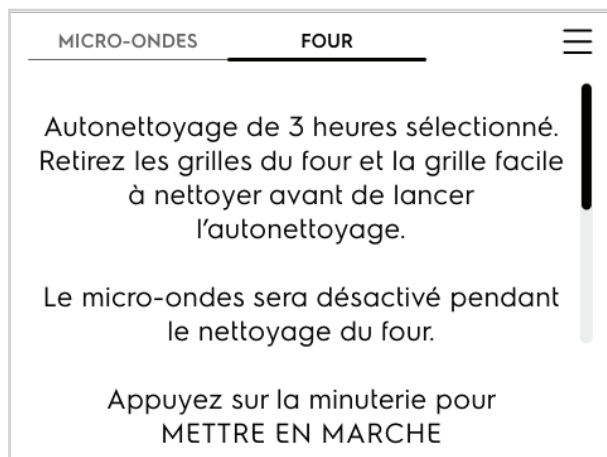 MICRO-ONDES FOUR
Autonettoyage de 3 heures sélectionné.
Retirez les grilles du four et la grille facile
à nettoyer avant de lancer
l'autonettoyage.
Le micro-ondes sera désactivé pendant
le nettoyage du four.
Appuyez sur la minuterie pour
METTRE EN MARCHE